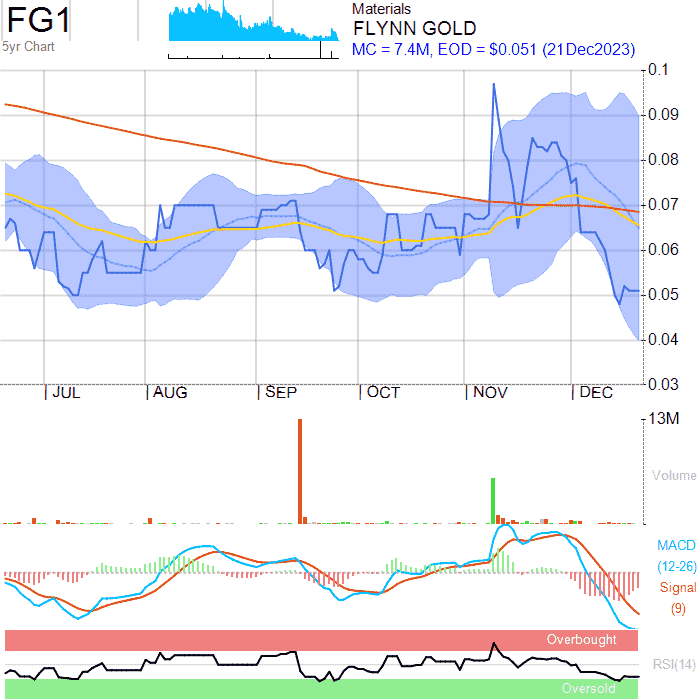 FG1
5yr Chart
Materials
FLYNN GOLD
MC = 7.4M, EOD = $0.051 (21Dec2023)
0.1
0.09
0.08
0.07
0.06
0.05
0.04
0.03
JUL AUG SEP OCT NOV DEC
13M
Volume
MACD
(12-26)
Signal
(9)
Overbought
RSI(14)
Oversold